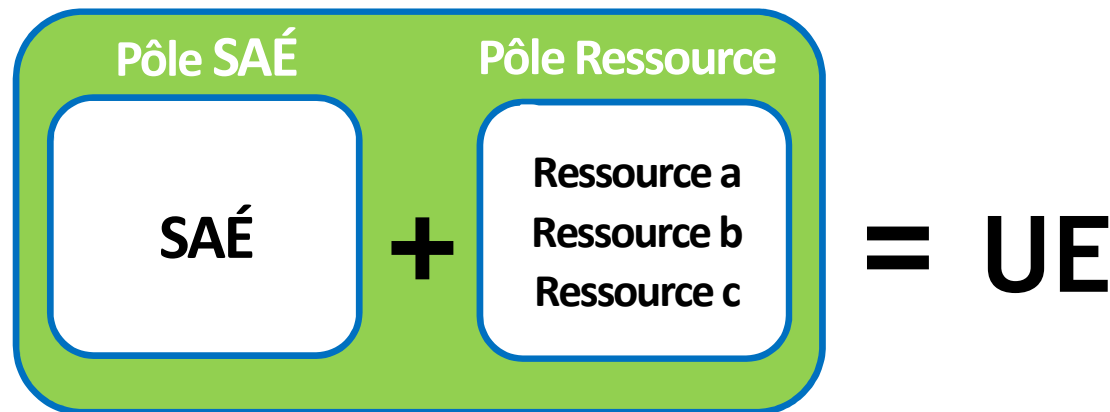 Pôle SAÉ
Pôle Ressource
SAÉ
+
Ressource a
Ressource b
Ressource c
= UE